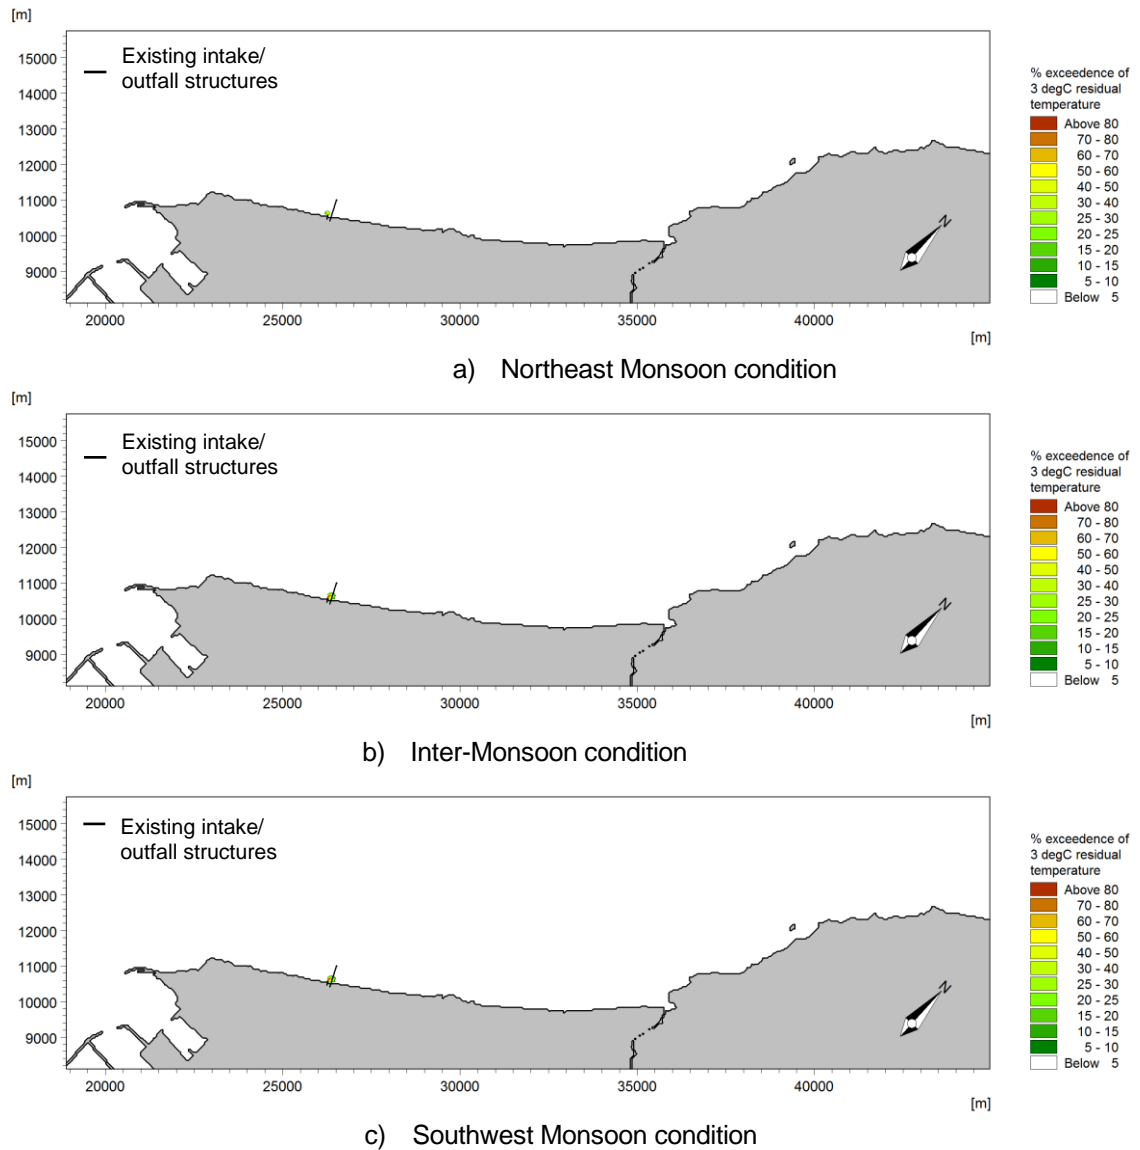 [m]
15000
14000
13000
12000
11000
10000
9000
Existing intake/
outfall structures
N
20000
25000
30000
35000
40000
[m]
% exceedence of
3 degC residual
temperature
Above 80
70 - 80
60 - 70
50 - 60
40 - 50
30 - 40
25 - 30
20 - 25
15 - 20
10 - 15
5 - 10
Below 5
a) Northeast Monsoon condition
[m]
15000
14000
13000
12000
11000
10000
9000
Existing intake/
outfall structures
N
20000
25000
30000
35000
40000
[m]
% exceedence of
3 degC residual
temperature
Above 80
70 - 80
60 - 70
50 - 60
40 - 50
30 - 40
25 - 30
20 - 25
15 - 20
10 - 15
5 - 10
Below 5
b) Inter-Monsoon condition
[m]
15000
14000
13000
12000
11000
10000
9000
Existing intake/
outfall structures
N
20000
25000
30000
35000
40000
[m]
% exceedence of
3 degC residual
temperature
Above 80
70 - 80
60 - 70
50 - 60
40 - 50
30 - 40
25 - 30
20 - 25
15 - 20
10 - 15
5 - 10
Below 5
c) Southwest Monsoon condition